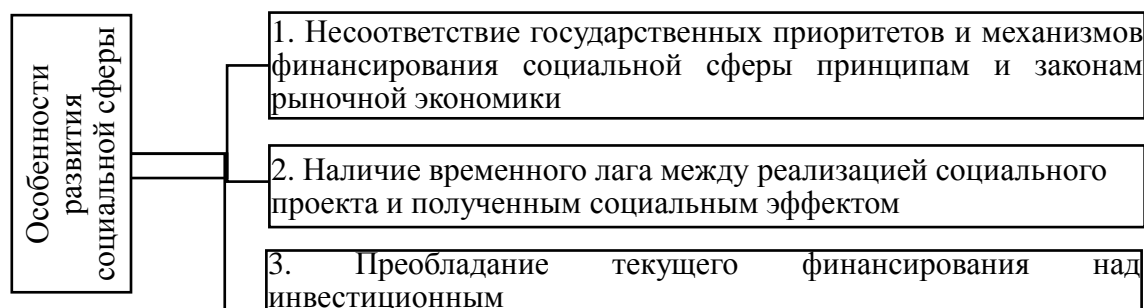 Особенности
развития
социальной сферы
1. Несоответствие государственных приоритетов и механизмов
финансирования социальной сферы принципам и законам
рыночной экономики
2. Наличие временного лага между реализацией социального
проекта и полученным социальным эффектом
3. Преобладание текущего финансирования над
инвестиционным